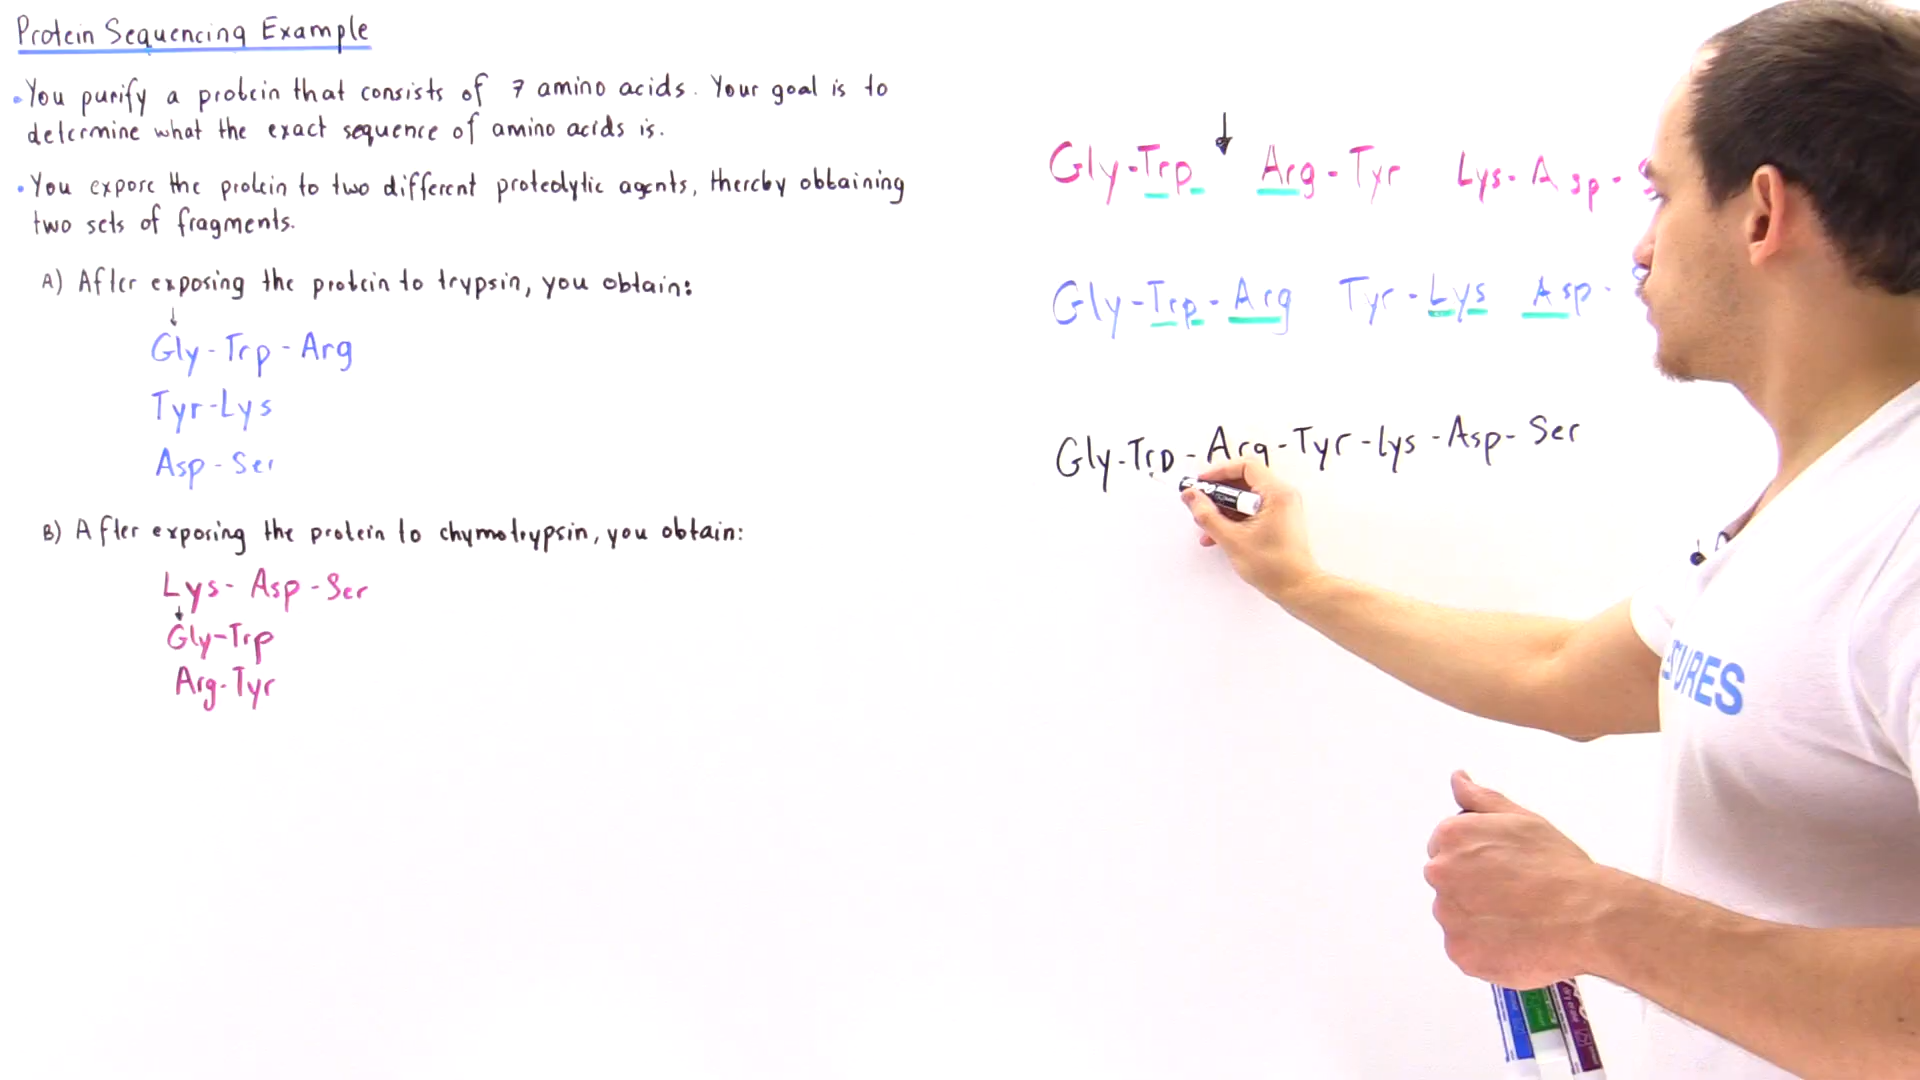 Protein Sequencing Example
• You purify a protein that consists of 7 amino acids. Your goal is to
determine what the exact sequence of amino acids is.
• You expose the protein to two different proteolytic agents, thereby obtaining
two sets of fragments.
A) After exposing the protein to trypsin, you obtain:
↓
Gly-Trp-Arg
Tyr-Lys
Asp-Ser
B) After exposing the protein to chymotrypsin, you obtain:
Lys-Asp-Ser
↓
Gly-Trp
Arg-Tyr
↓
Gly-Trp Arg-Tyr Lys-Asp-
Gly-Trp-Arg Tyr-Lys Asp-
Gly-Trp-Arg-Tyr-Lys-Asp-Ser
URES